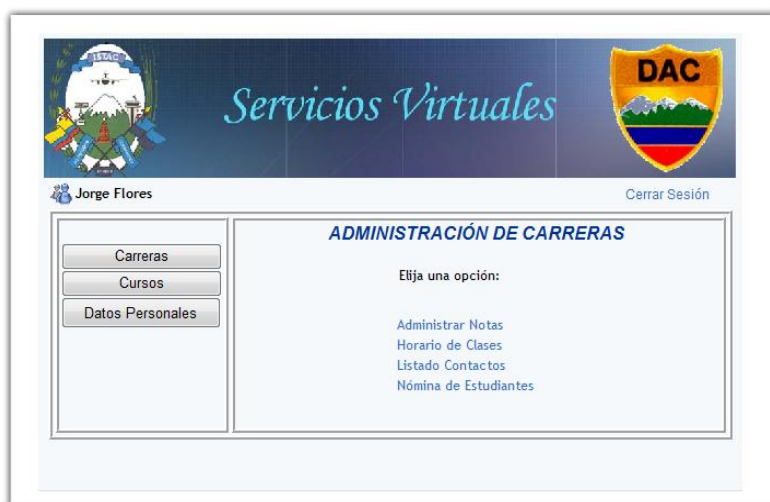 ISTAC
Servicios Virtuales
DAC
Jorge Flores
Cerrar Sesión
Carreras
Cursos
Datos Personales
ADMINISTRACIÓN DE CARRERAS
Elija una opción:
Administrar Notas
Horario de Clases
Listado Contactos
Nómina de Estudiantes